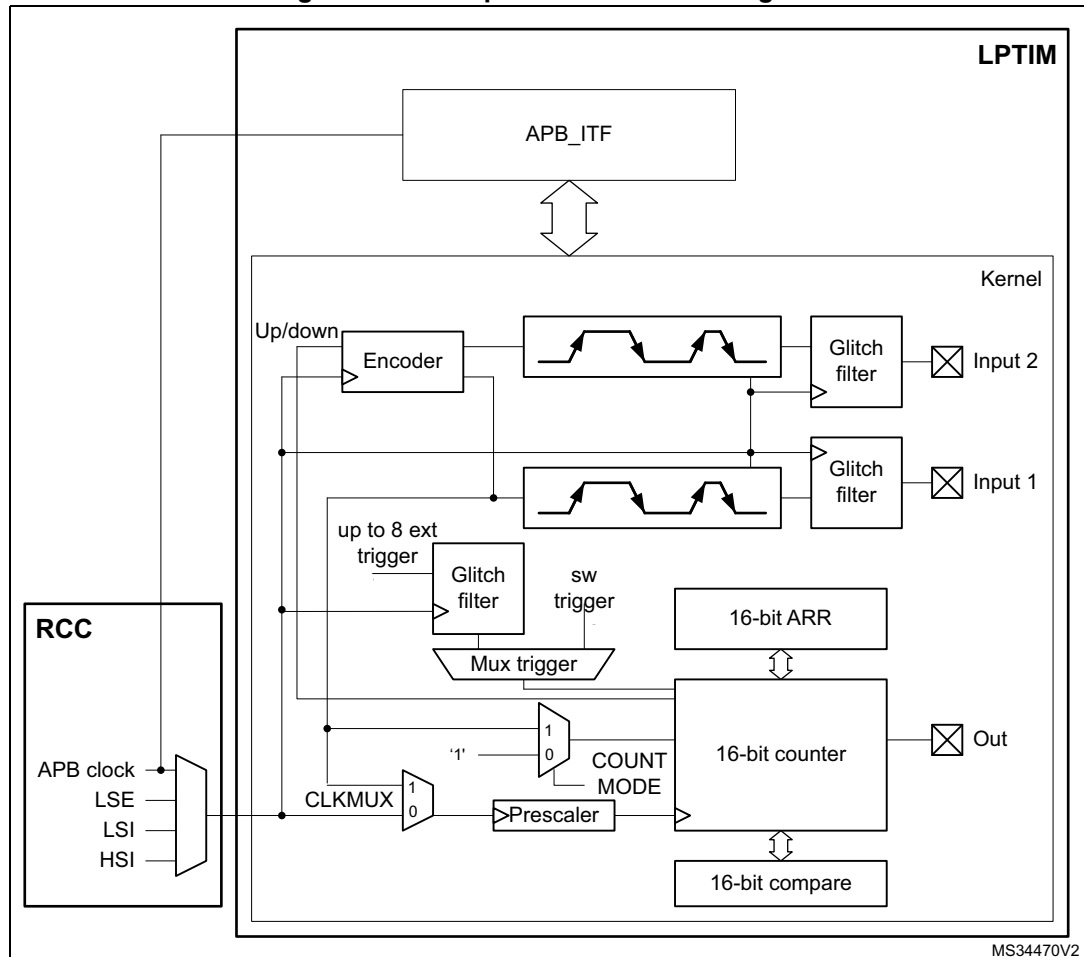 LPTIM
APB_ITF
Kernel
Up/down
Encoder
Glitch
filter
Input 2
Glitch
filter
Input 1
up to 8 ext
trigger
Glitch
filter
sw
trigger
16-bit ARR
RCC
Mux trigger
1
'1'
0
COUNT
MODE
16-bit counter
Out
APB clock
LSE
LSI
HSI
CLKMUX
1
0
Prescaler
16-bit compare
MS34470V2